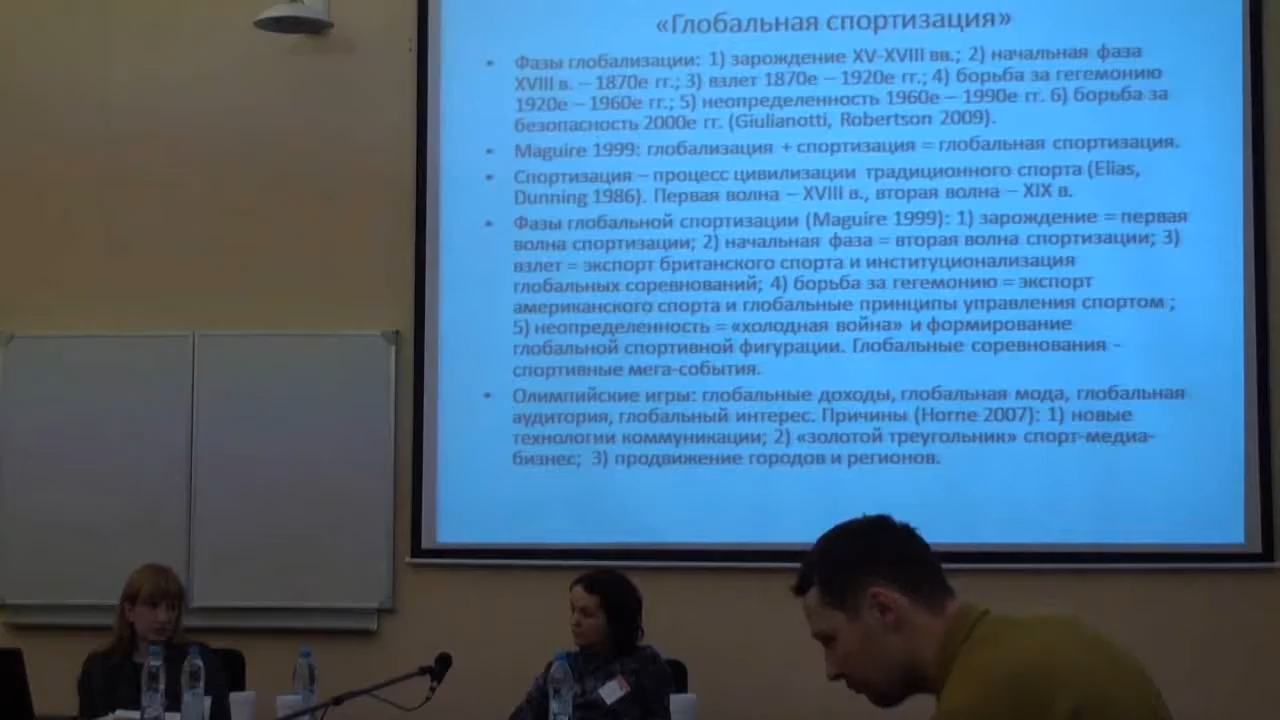 «Глобальная спортизация»
• Фазы глобализации: 1) зарождение XV-XVIII вв.; 2) начальная фаза
XVIII в. – 1870е гг.; 3) взлет 1870е – 1920е гг.; 4) борьба за гегемонию
1920е – 1960е гг.; 5) неопределенность 1960е – 1990е гг. 6) борьба за
безопасность 2000е гг. (Giulianotti, Robertson 2009).
• Maguire 1999: глобализация + спортизация = глобальная спортизация.
• Спортизация – процесс цивилизации традиционного спорта (Elias,
Dunning 1986). Первая волна – XVIII в., вторая волна – XIX в.
• Фазы глобальной спортизации (Maguire 1999): 1) зарождение = первая
волна спортизации; 2) начальная фаза = вторая волна спортизации; 3)
взлет = экспорт британского спорта и институционализация
глобальных соревнований; 4) борьба за гегемонию = экспорт
американского спорта и глобальные принципы управления спортом ;
5) неопределенность = «холодная война» и формирование
глобальной спортивной фигурации. Глобальные соревнования -
спортивные мега-события.
• Олимпийские игры: глобальные доходы, глобальная мода, глобальная
аудитория, глобальный интерес. Причины (Horne 2007): 1) новые
технологии коммуникации; 2) «золотой треугольник» спорт-медиа-
бизнес; 3) продвижение городов и регионов.